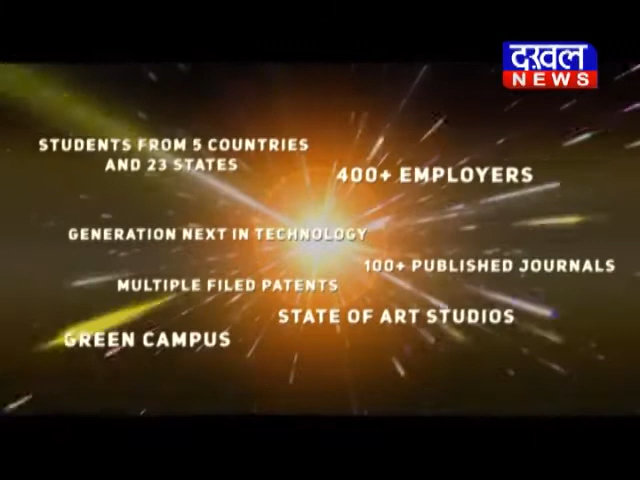 दख़ल
NEWS
STUDENTS FROM 5 COUNTRIES
AND 23 STATES
400+ EMPLOYERS
GENERATION NEXT IN TECHNOLOGY
100+ PUBLISHED JOURNALS
MULTIPLE FILED PATENTS
STATE OF ART STUDIOS
GREEN CAMPUS